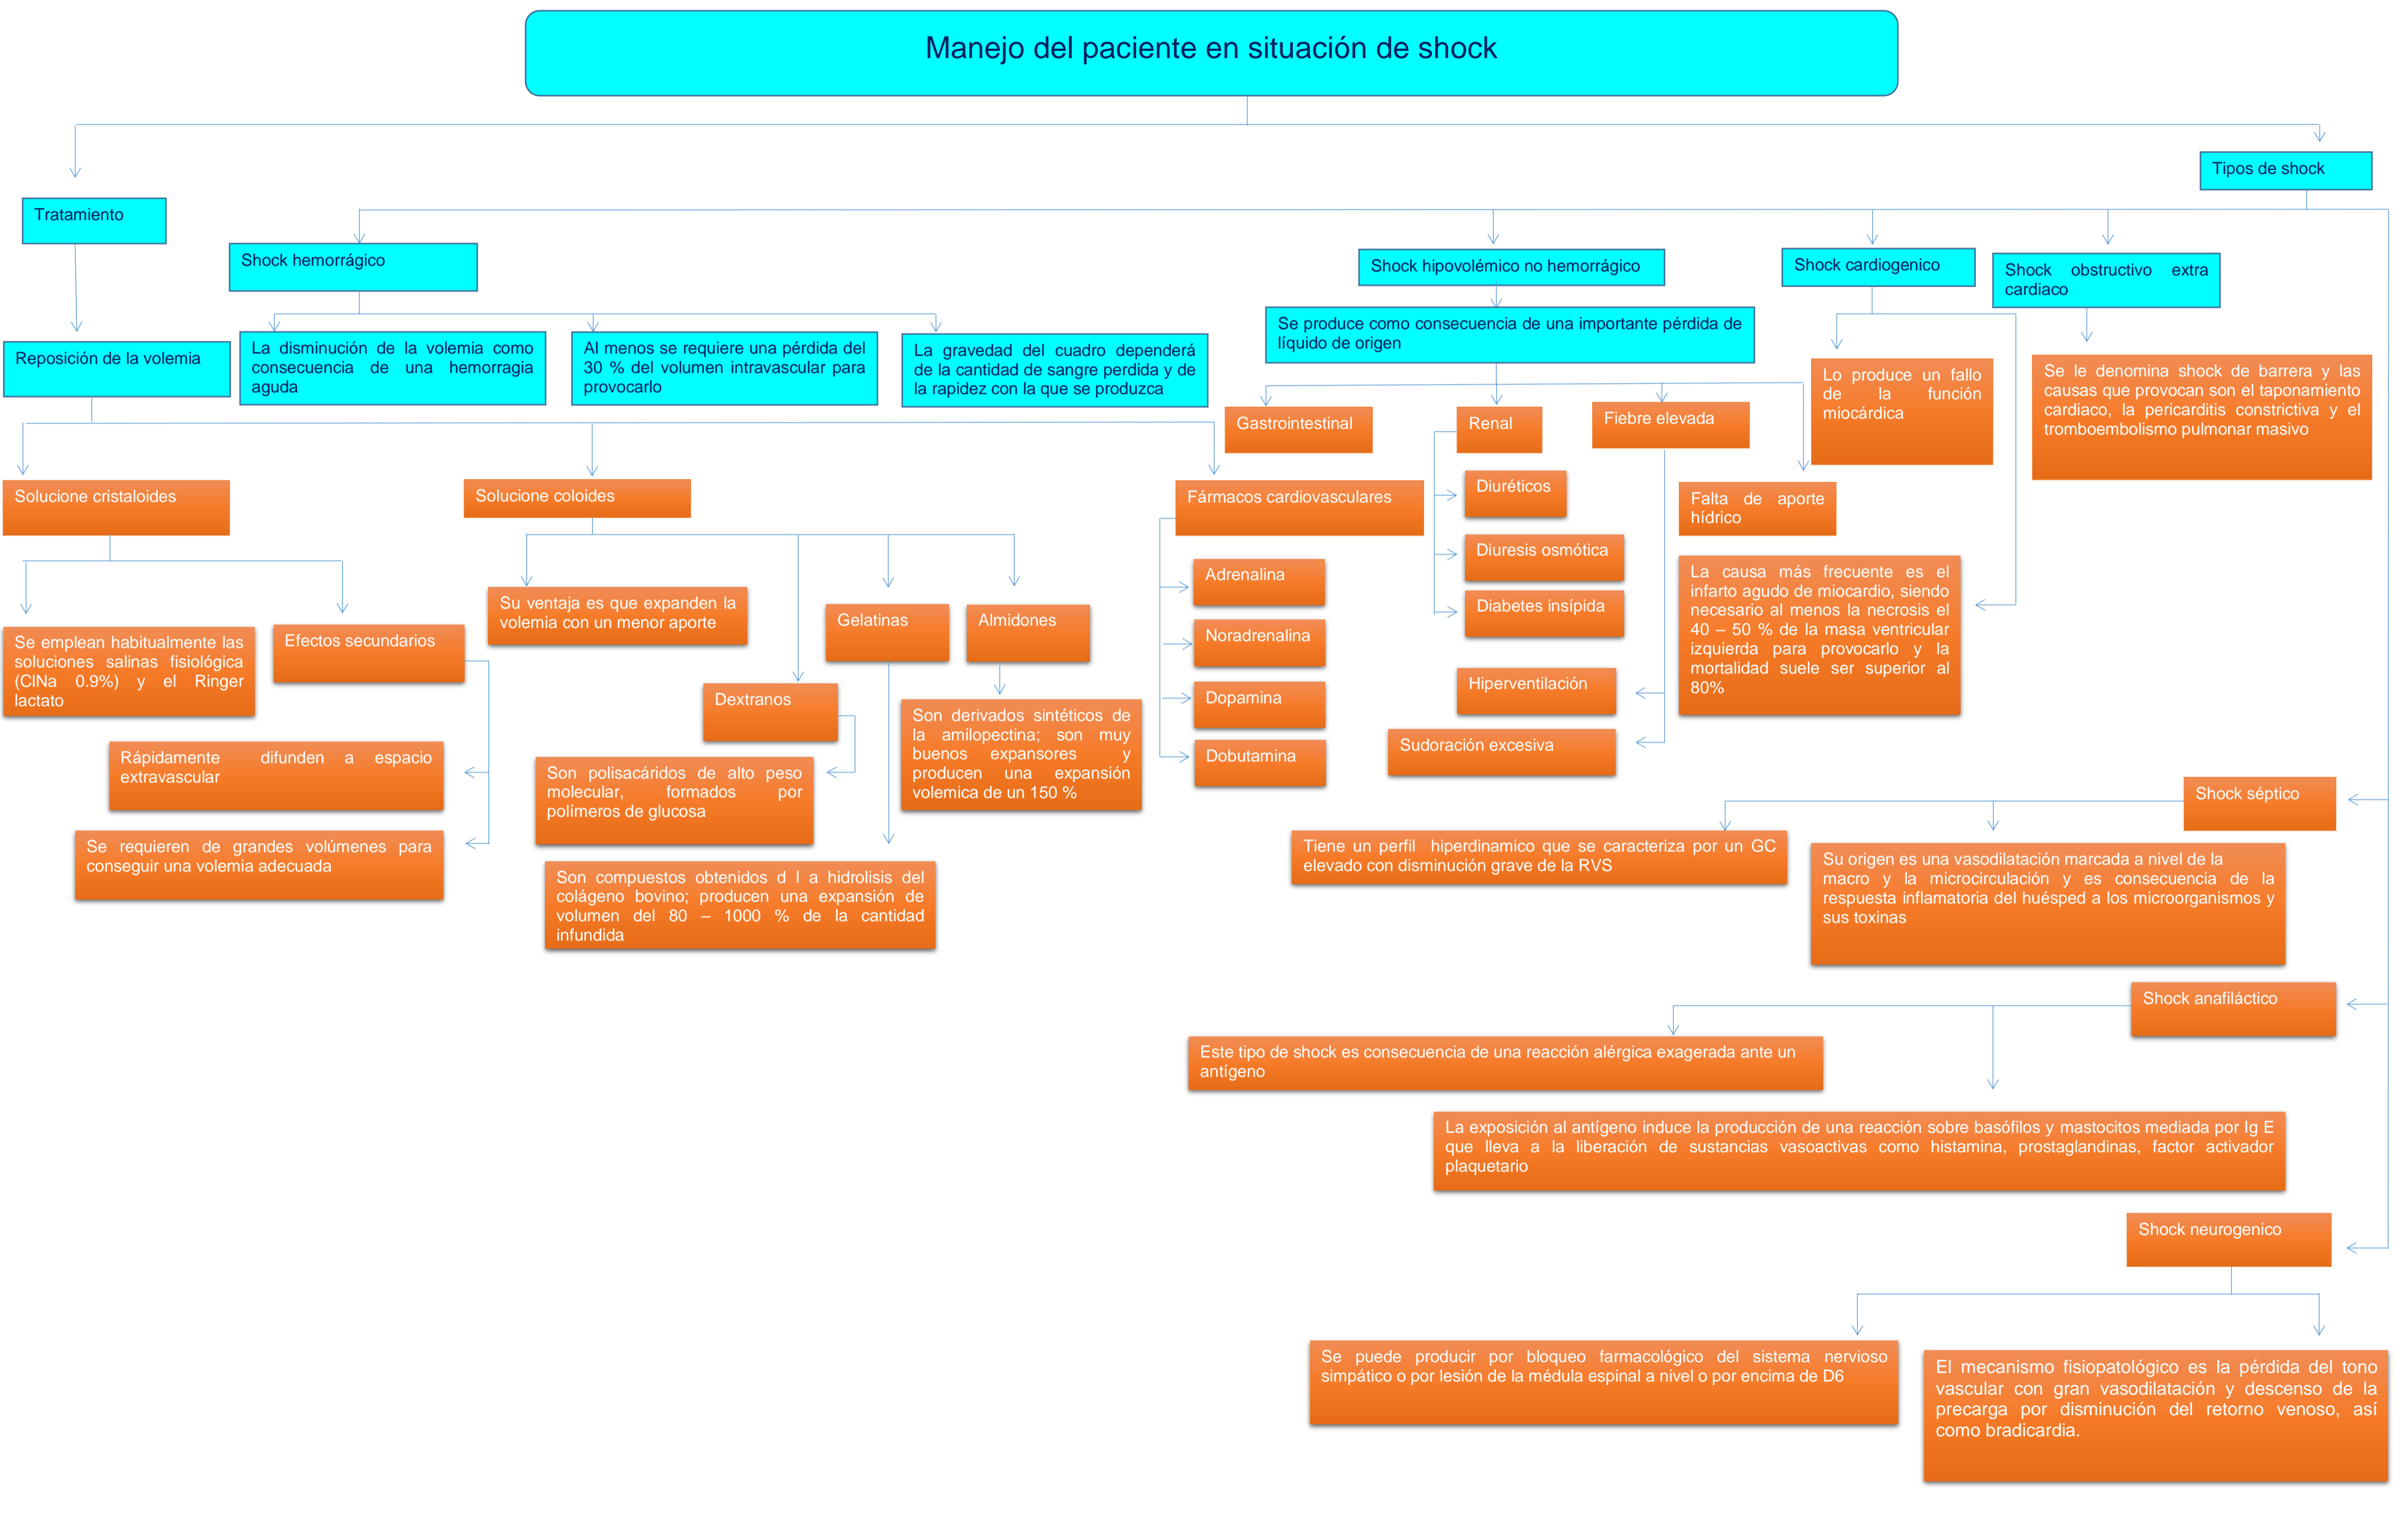 Manejo del paciente en situación de shock
Tipos de shock
Tratamiento
Shock hemorrágico
Shock hipovolémico no hemorrágico
Shock cardiogenico
Shock obstructivo extra
cardiaco
Reposición de la volemia
La disminución de la volemia como
consecuencia de una hemorragia
aguda
Al menos se requiere una pérdida del
30 % del volumen intravascular para
provocarlo
La gravedad del cuadro dependerá
de la cantidad de sangre perdida y de
la rapidez con la que se produzca
Se produce como consecuencia de una importante pérdida de
líquido de origen
Lo produce un fallo
de la función
miocárdica
Se le denomina shock de barrera y las
causas que provocan son el taponamiento
cardiaco, la pericarditis constrictiva y el
tromboembolismo pulmonar masivo
Gastrointestinal
Renal
Fiebre elevada
Falta de aporte
hídrico
Solucione cristaloides
Solucione coloides
Fármacos cardiovasculares
Diuréticos
Diuresis osmótica
Diabetes insípida
La causa más frecuente es el
infarto agudo de miocardio, siendo
necesario al menos la necrosis el
40 – 50 % de la masa ventricular
izquierda para provocarlo y la
mortalidad suele ser superior al
80%
Se emplean habitualmente las
soluciones salinas fisiológica
(ClNa 0.9%) y el Ringer
lactato
Efectos secundarios
Su ventaja es que expanden la
volemia con un menor aporte
Gelatinas
Almidones
Adrenalina
Noradrenalina
Dopamina
Dobutamina
Hiperventilación
Sudoración excesiva
Dextranos
Son derivados sintéticos de
la amilopectina; son muy
buenos expansores y
producen una expansión
volemica de un 150 %
Rápidamente difunden a espacio
extravascular
Son polisacáridos de alto peso
molecular, formados por
polímeros de glucosa
Se requieren de grandes volúmenes para
conseguir una volemia adecuada
Son compuestos obtenidos d l a hidrolisis del
colágeno bovino; producen una expansión de
volumen del 80 – 1000 % de la cantidad
infundida
Shock séptico
Tiene un perfil hiperdinamico que se caracteriza por un GC
elevado con disminución grave de la RVS
Su origen es una vasodilatación marcada a nivel de la
macro y la microcirculación y es consecuencia de la
respuesta inflamatoria del huésped a los microorganismos y
sus toxinas
Shock anafiláctico
Este tipo de shock es consecuencia de una reacción alérgica exagerada ante un
antígeno
La exposición al antígeno induce la producción de una reacción sobre basófilos y mastocitos mediada por Ig E
que lleva a la liberación de sustancias vasoactivas como histamina, prostaglandinas, factor activador
plaquetario
Shock neurogenico
Se puede producir por bloqueo farmacológico del sistema nervioso
simpático o por lesión de la médula espinal a nivel o por encima de D6
El mecanismo fisiopatológico es la pérdida del tono
vascular con gran vasodilatación y descenso de la
precarga por disminución del retorno venoso, así
como bradicardia.